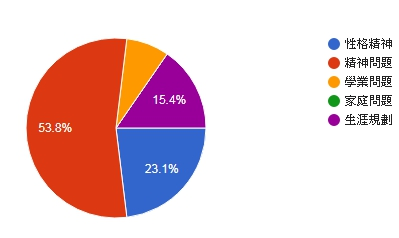 性格精神
精神問題
學業問題
家庭問題
生涯規劃
53.8%
15.4%
23.1%